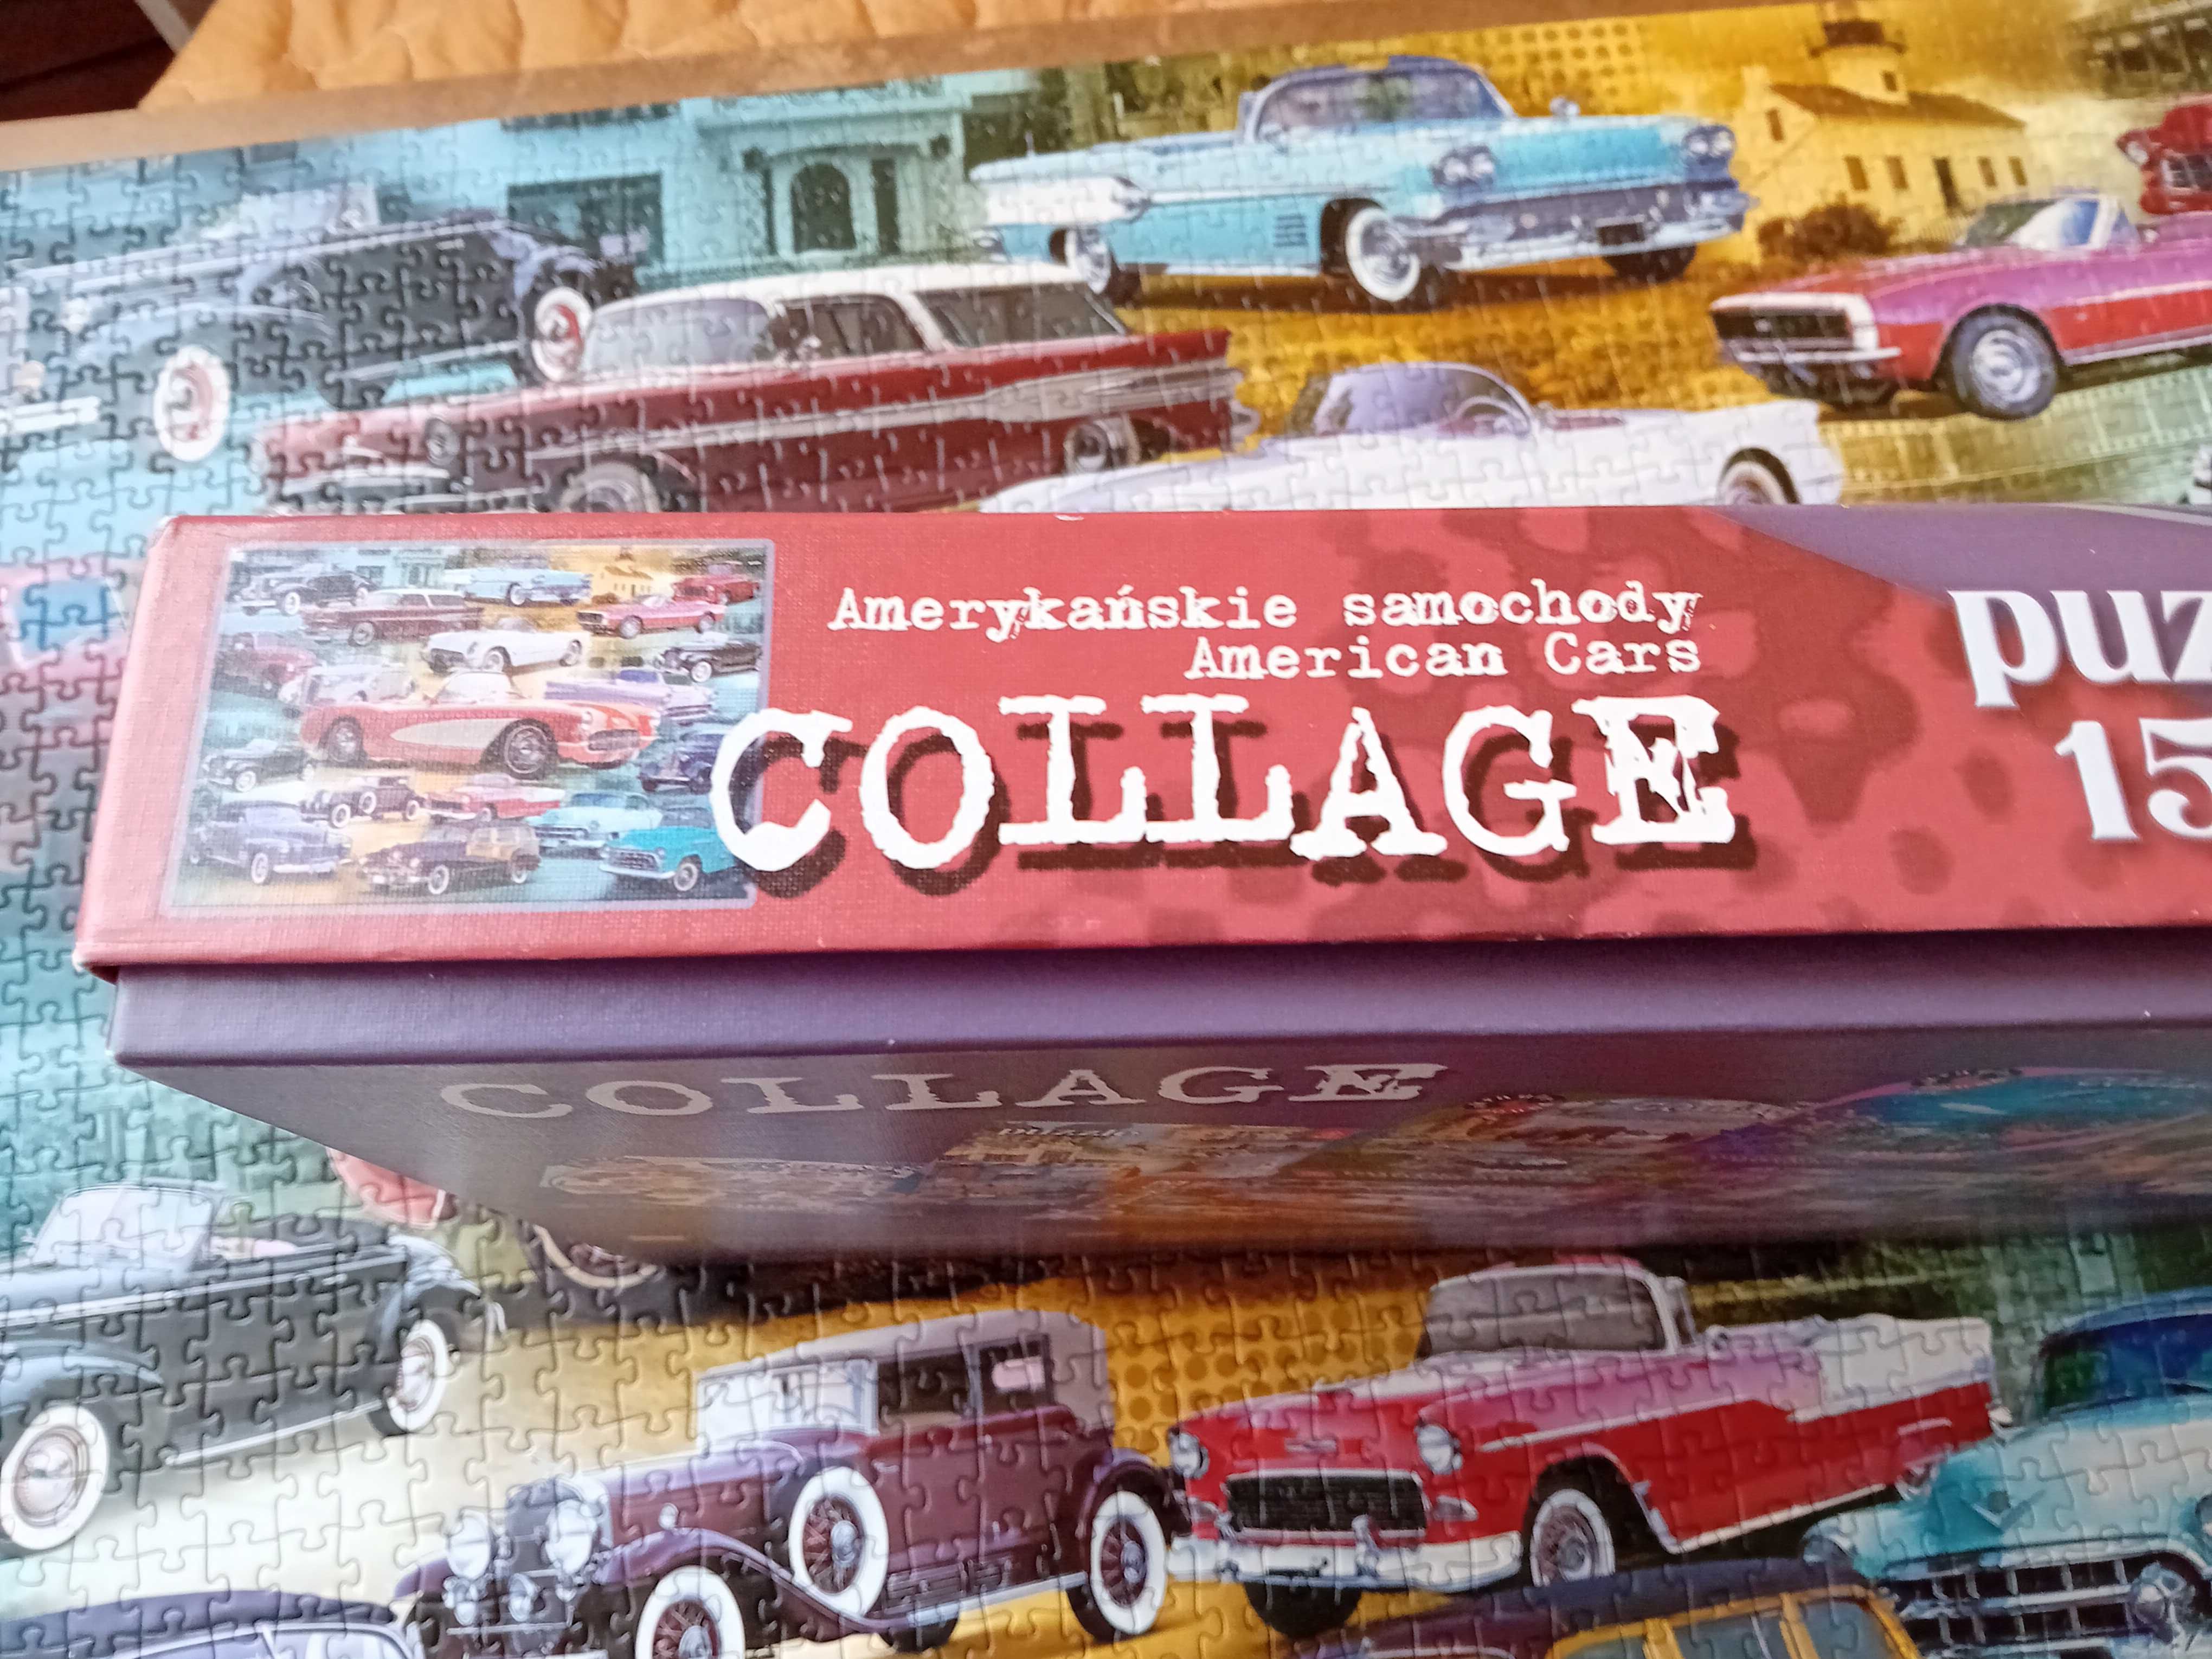 Amerykańskie samochody
American Cars
COLLAGE
puz
15
COLLAGE